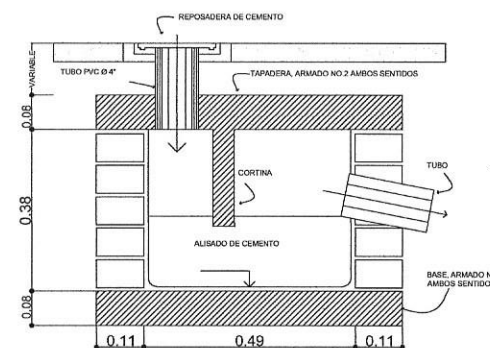 REPOSADERA DE CEMENTO
TUBO PVC Ø 4"
TAPADERA, ARMADO NO.2 AMBOS SENTIDOS
VARIABLE
0.08
0.38
0.08
CORTINA
TUBO
ALISADO DE CEMENTO
BASE, ARMADO N
AMBOS SENTIDO
0.11
0.49
0.11